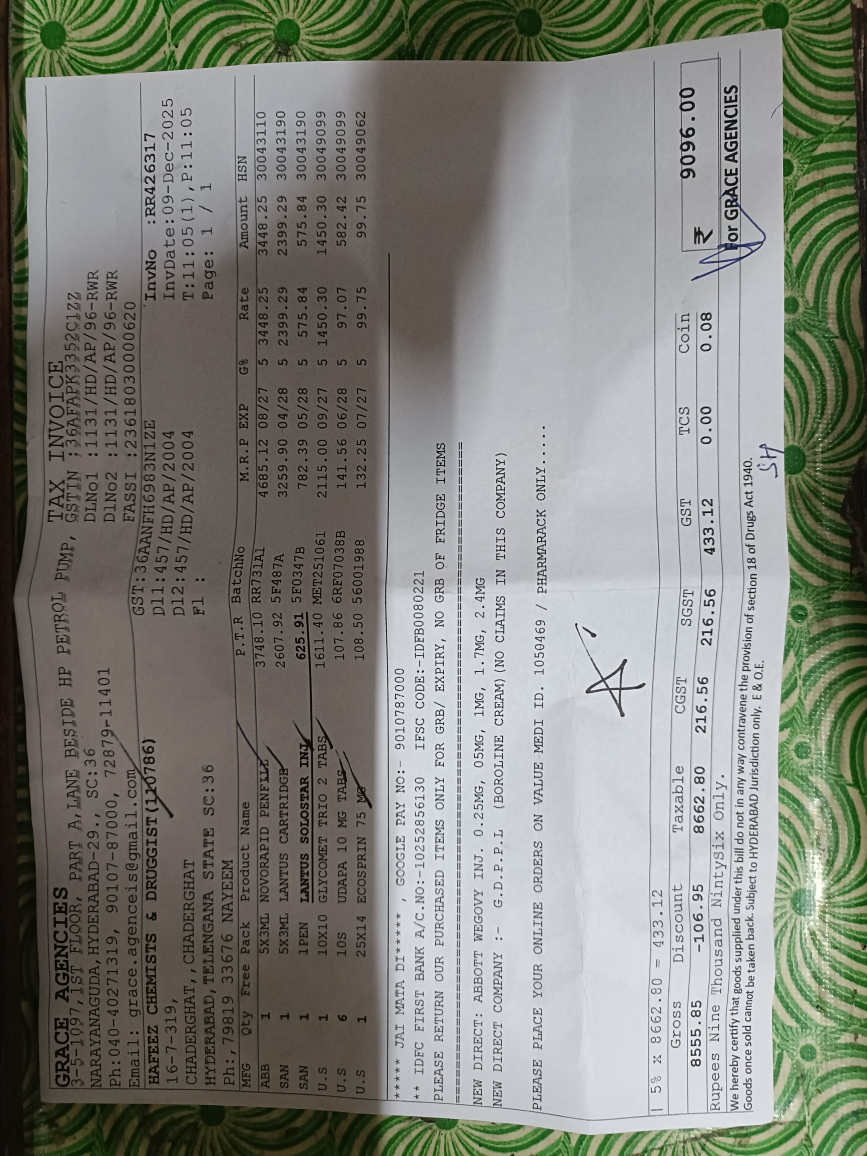 TAX INVOICE
GRACE AGENCIES
3-5-1097, 1ST FLOOR, PART A, LANE BESIDE HP PETROL PUMP,
NARAYANAGUDA, HYDERABAD-29., SC:36
Ph:040-40271319, 90107-87000, 72879-11401
Email: grace.agenceis@gmail.com
GSTIN :36AFAPK3352C1ZZ
DLNo1 :1131/HD/AP/96-RWR
DlNo2 :1131/HD/AP/96-RWR
FASSI :23618030000620
HAFEEZ CHEMISTS & DRUGGIST(110786)
16-7-319,
CHADERGHAT,, CHADERGHAT
HYDERABAD, TELENGANA STATE SC:36
Ph:,79819 33676 NAYEEM
GST:36AANFH6983N1ZE
Dl1:457/HD/AP/2004
Dl2:457/HD/AP/2004
Fl :
InvNo :RR426317
InvDate:09-Dec-2025
T:11:05(1),P:11:05
Page: 1 / 1
MFG Qty Free Pack Product Name P.T.R BatchNo M.R.P EXP G% Rate Amount HSN
ABB 1 5X3ML NOVORAPID PENFILL 3748.10 RR731A1 4685.12 08/27 5 3448.25 3448.25 30043110
SAN 1 5X3ML LANTUS CARTRIDGE 2607.92 5F487A 3259.90 04/28 5 2399.29 2399.29 30043190
SAN 1 1PEN LANTUS SOLOSTAR INJ 625.91 5F0347B 782.39 05/28 5 575.84 575.84 30043190
U.S 1 10X10 GLYCOMET TRIO 2 TABS 1611.40 MET251061 2115.00 09/27 5 1450.30 1450.30 30049099
U.S 6 10S UDAPA 10 MG TABS 107.86 6RF07038B 141.56 06/28 5 97.07 582.42 30049099
U.S 1 25X14 ECOSPRIN 75 MG 108.50 56001988 132.25 07/27 5 99.75 99.75 30049062
***** JAI MATA DI***** , GOOGLE PAY NO:- 9010787000
** IDFC FIRST BANK A/C.NO:-10252856130 IFSC CODE:-IDFB0080221
PLEASE RETURN OUR PURCHASED ITEMS ONLY FOR GRB/ EXPIRY, NO GRB OF FRIDGE ITEMS
NEW DIRECT: ABBOTT WEGOVY INJ. 0.25MG, 05MG, 1MG, 1.7MG, 2.4MG
NEW DIRECT COMPANY :- G.D.P.P.L (BOROLINE CREAM)(NO CLAIMS IN THIS COMPANY)
PLEASE PLACE YOUR ONLINE ORDERS ON VALUE MEDI ID. 1050469 / PHARMARACK ONLY.....
| 5% x 8662.80 = 433.12
Gross Discount Taxable CGST SGST GST TCS Coin
8555.85 -106.95 8662.80 216.56 216.56 433.12 0.00 0.08
₹ 9096.00
Rupees Nine Thousand Nintysix Only.
For GRACE AGENCIES
We hereby certify that goods supplied under this bill do not in any way contravene the provision of section 18 of Drugs Act 1940.
Goods once sold cannot be taken back. Subject to HYDERABAD Jurisdiction only. E & O.E.